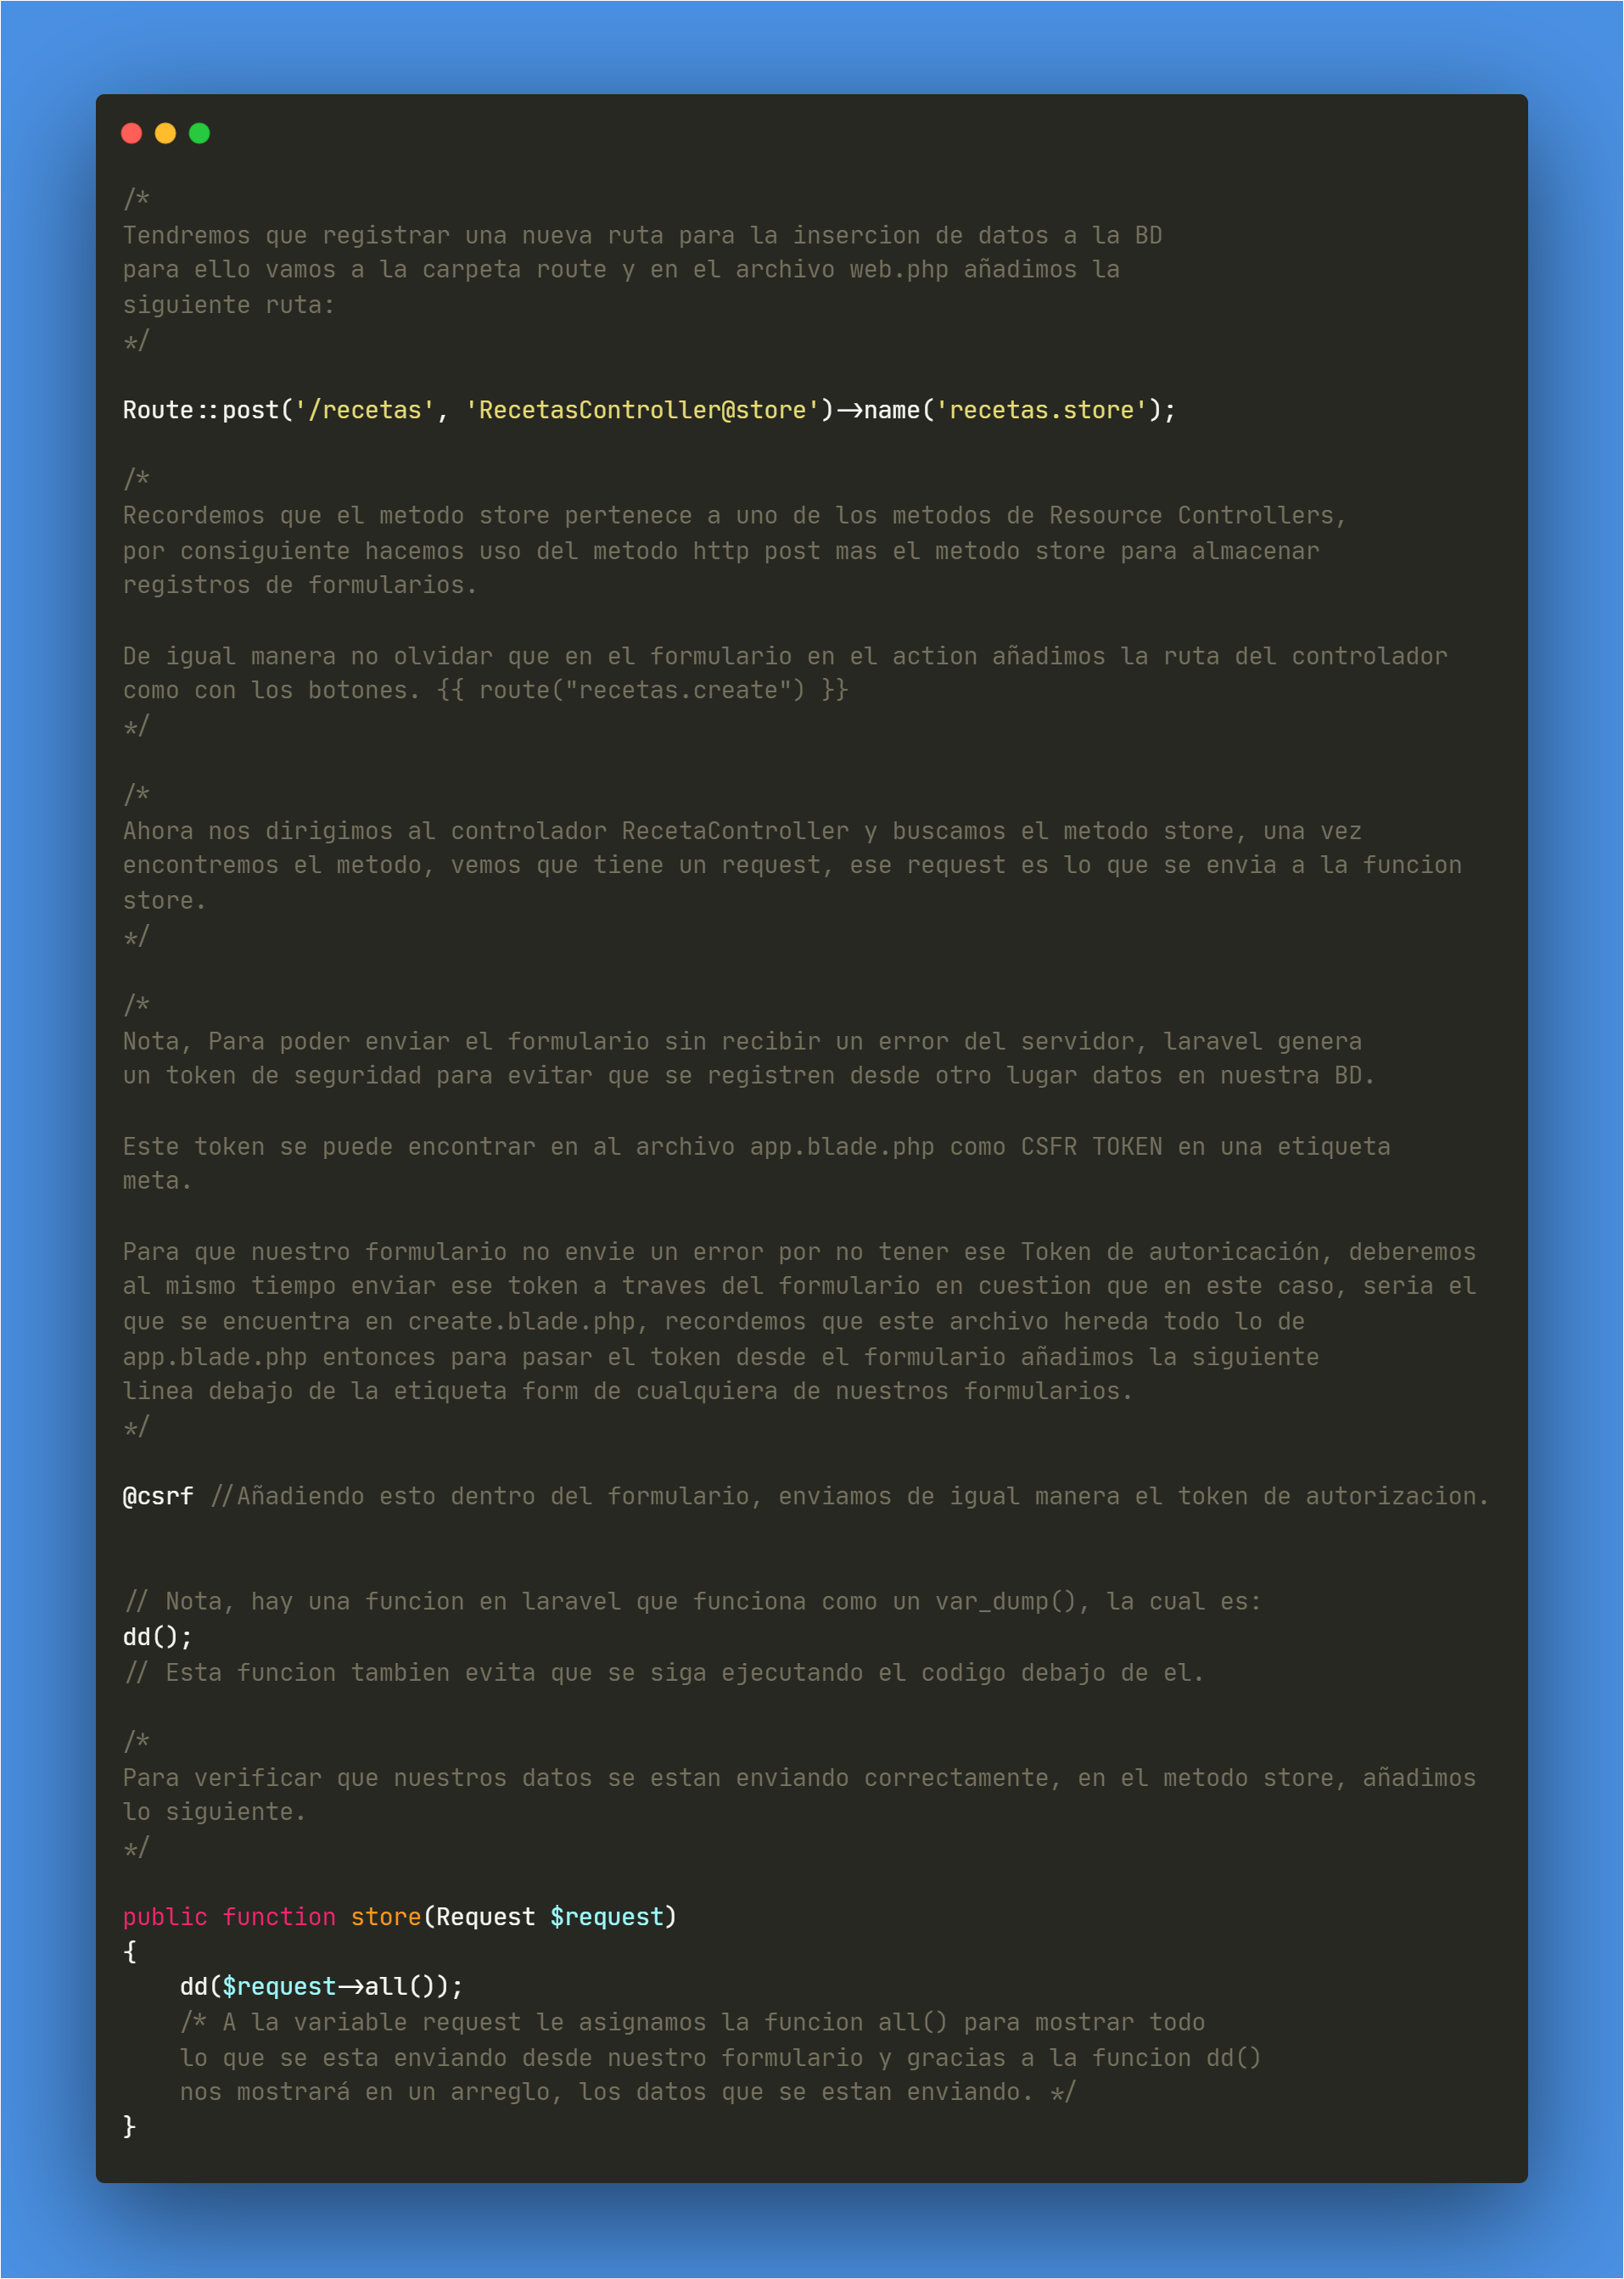 /*
Tendremos que registrar una nueva ruta para la insercion de datos a la BD
para ello vamos a la carpeta route y en el archivo web.php añadimos la
siguiente ruta:
*/

Route::post('/recetas', 'RecetasController@store')->name('recetas.store');

/*
Recordemos que el metodo store pertenece a uno de los metodos de Resource Controllers,
por consiguiente hacemos uso del metodo http post mas el metodo store para almacenar
registros de formularios.

De igual manera no olvidar que en el formulario en el action añadimos la ruta del controlador
como con los botones. {{ route("recetas.create") }}
*/

/*
Ahora nos dirigimos al controlador RecetaController y buscamos el metodo store, una vez
encontremos el metodo, vemos que tiene un request, ese request es lo que se envia a la funcion
store.
*/

/*
Nota, Para poder enviar el formulario sin recibir un error del servidor, laravel genera
un token de seguridad para evitar que se registren desde otro lugar datos en nuestra BD.

Este token se puede encontrar en al archivo app.blade.php como CSFR TOKEN en una etiqueta
meta.

Para que nuestro formulario no envie un error por no tener ese Token de autoricación, deberemos
al mismo tiempo enviar ese token a traves del formulario en cuestion que en este caso, seria el
que se encuentra en create.blade.php, recordemos que este archivo hereda todo lo de
app.blade.php entonces para pasar el token desde el formulario añadimos la siguiente
linea debajo de la etiqueta form de cualquiera de nuestros formularios.
*/

@csrf //Añadiendo esto dentro del formulario, enviamos de igual manera el token de autorizacion.


// Nota, hay una funcion en laravel que funciona como un var_dump(), la cual es:
dd();
// Esta funcion tambien evita que se siga ejecutando el codigo debajo de el.

/*
Para verificar que nuestros datos se estan enviando correctamente, en el metodo store, añadimos
lo siguiente.
*/

public function store(Request $request)
{
    dd($request->all());
    /* A la variable request le asignamos la funcion all() para mostrar todo
    lo que se esta enviando desde nuestro formulario y gracias a la funcion dd()
    nos mostrará en un arreglo, los datos que se estan enviando. */
}